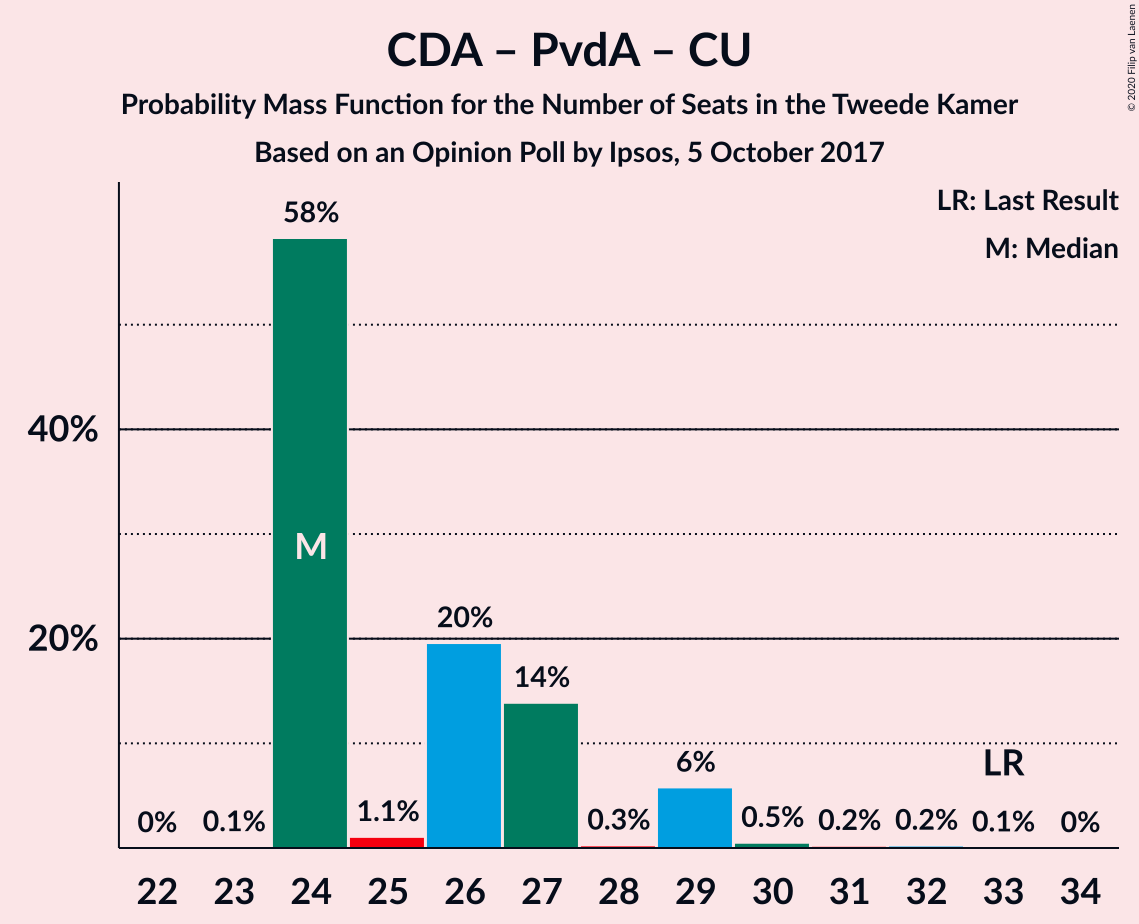 CDA – PvdA – CU
Probability Mass Function for the Number of Seats in the Tweede Kamer
Based on an Opinion Poll by Ipsos, 5 October 2017
© 2020 Filip van Laenen
LR: Last Result
M: Median
58%
40%
M
20%
20%
14%
6%
LR
0%
0.1%
1.1%
0.3%
0.5%
0.2%
0.2%
0.1%
0%
22 23 24 25 26 27 28 29 30 31 32 33 34